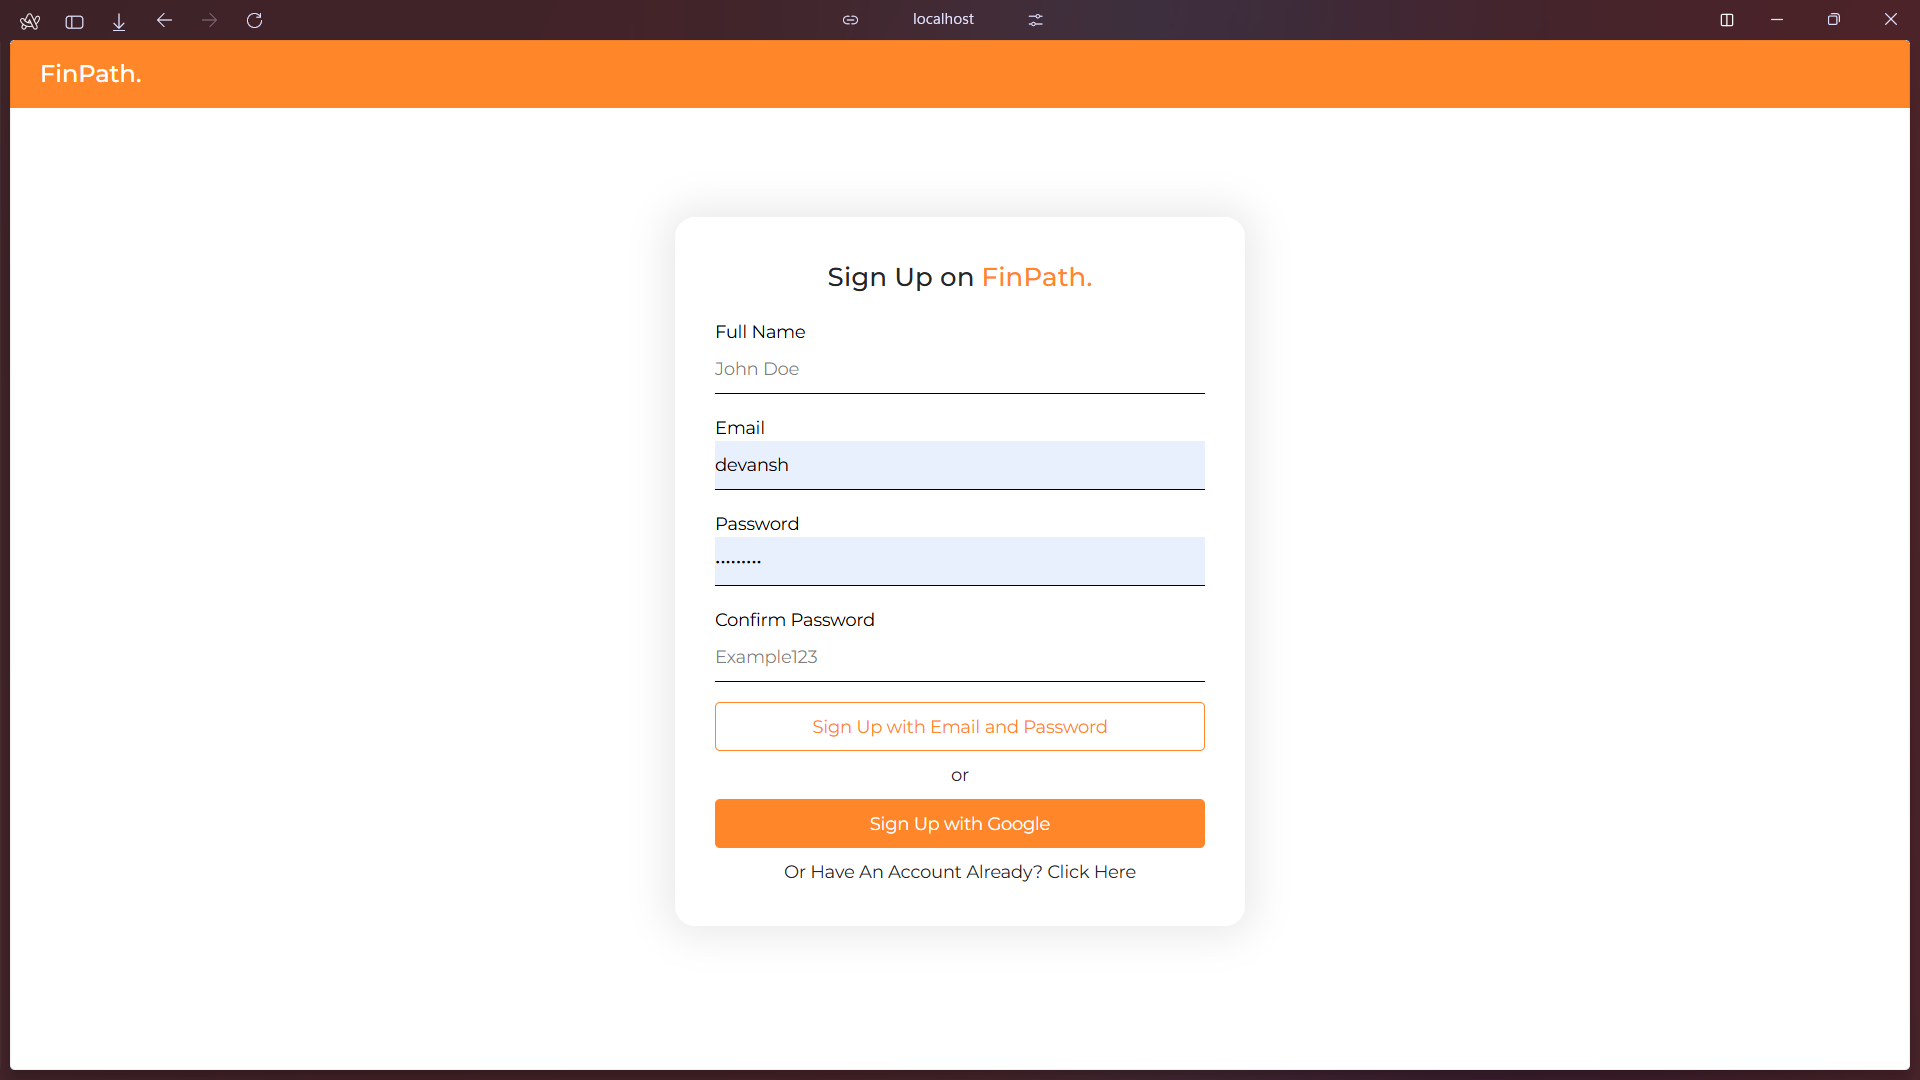 localhost
FinPath.
Sign Up on FinPath.
Full Name
John Doe
Email
devansh
Password
•••••••••
Confirm Password
Example123
Sign Up with Email and Password
or
Sign Up with Google
Or Have An Account Already? Click Here